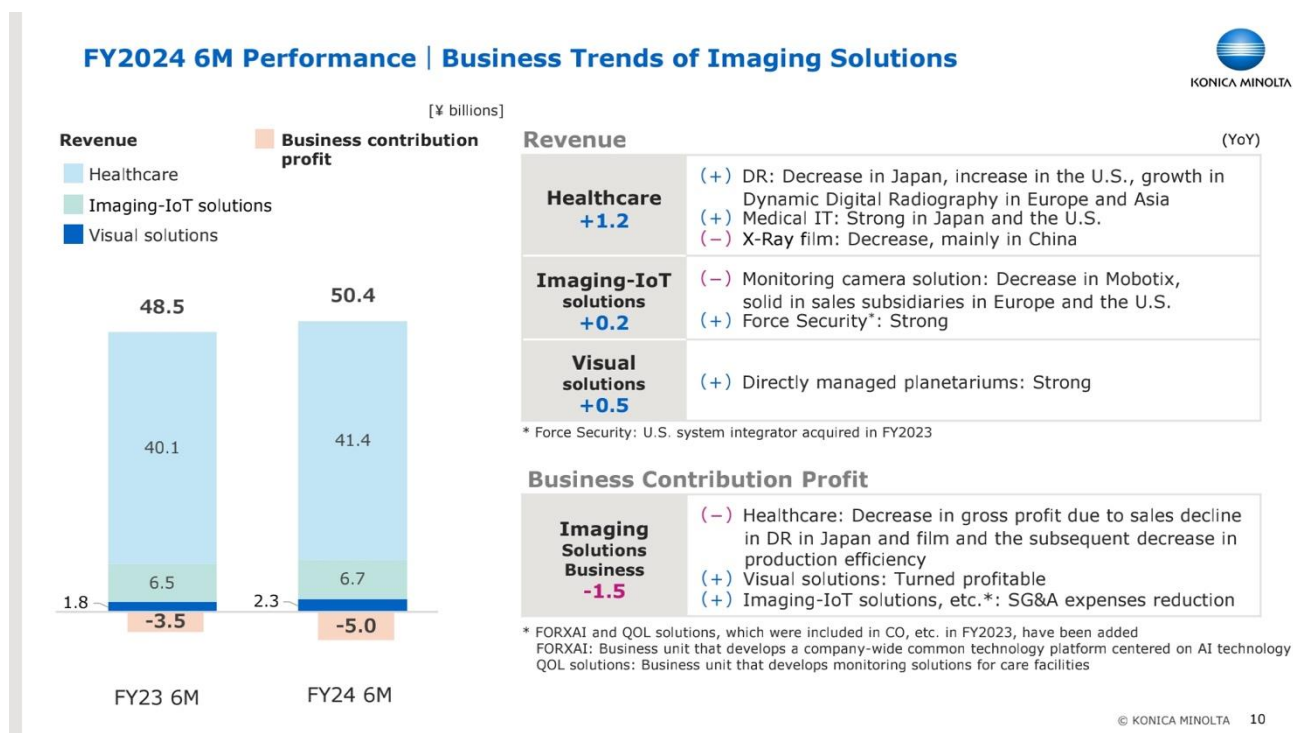 FY2024 6M Performance | Business Trends of Imaging Solutions
KONICA MINOLTA
[¥ billions]
Revenue
Business contribution
profit
Healthcare
Imaging-IoT solutions
Visual solutions
48.5
50.4
40.1
41.4
6.5
6.7
1.8
2.3
-3.5
-5.0
FY23 6M
FY24 6M
Revenue
(YoY)
Healthcare
+1.2
(+) DR: Decrease in Japan, increase in the U.S., growth in
Dynamic Digital Radiography in Europe and Asia
(+) Medical IT: Strong in Japan and the U.S.
(−) X-Ray film: Decrease, mainly in China
Imaging-IoT
solutions
+0.2
(−) Monitoring camera solution: Decrease in Mobotix,
solid in sales subsidiaries in Europe and the U.S.
(+) Force Security*: Strong
Visual
solutions
+0.5
(+) Directly managed planetariums: Strong
* Force Security: U.S. system integrator acquired in FY2023
Business Contribution Profit
Imaging
Solutions
Business
-1.5
(−) Healthcare: Decrease in gross profit due to sales decline
in DR in Japan and film and the subsequent decrease in
production efficiency
(+) Visual solutions: Turned profitable
(+) Imaging-IoT solutions, etc.*: SG&A expenses reduction
* FORXAI and QOL solutions, which were included in CO, etc. in FY2023, have been added
FORXAI: Business unit that develops a company-wide common technology platform centered on AI technology
QOL solutions: Business unit that develops monitoring solutions for care facilities
© KONICA MINOLTA 10